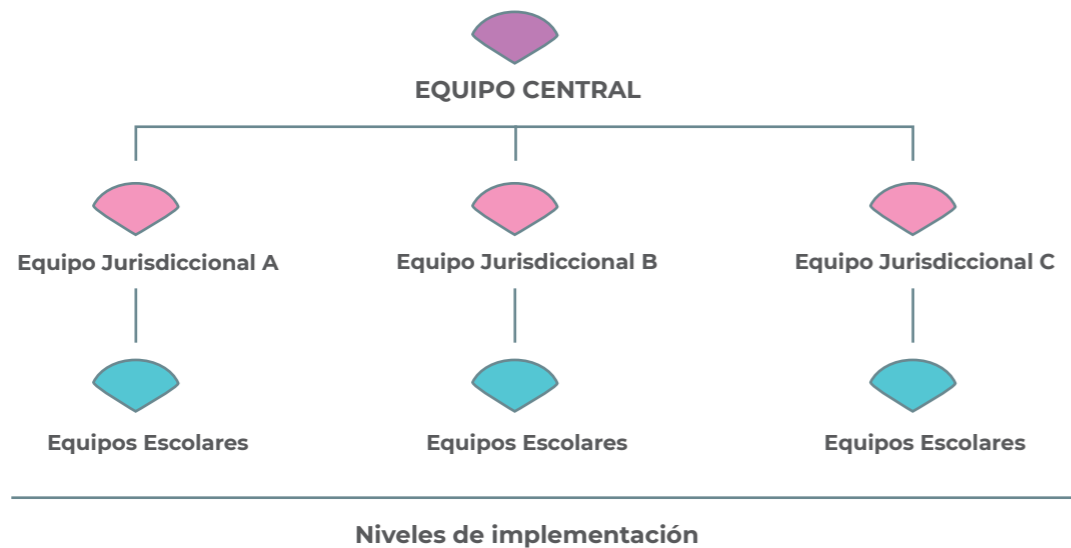 EQUIPO CENTRAL
Equipo Jurisdiccional A
Equipo Jurisdiccional B
Equipo Jurisdiccional C
Equipos Escolares
Equipos Escolares
Equipos Escolares
Niveles de implementación